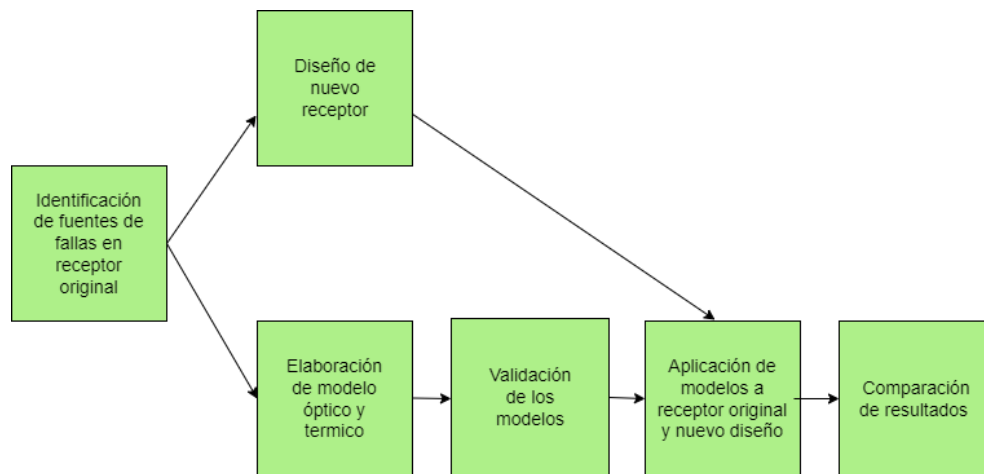 Diseño de
nuevo
receptor
Identificación
de fuentes de
fallas en
receptor
original
Elaboración
de modelo
óptico y
termico
Validación
de los
modelos
Aplicación de
modelos a
receptor original
y nuevo diseño
Comparación
de resultados